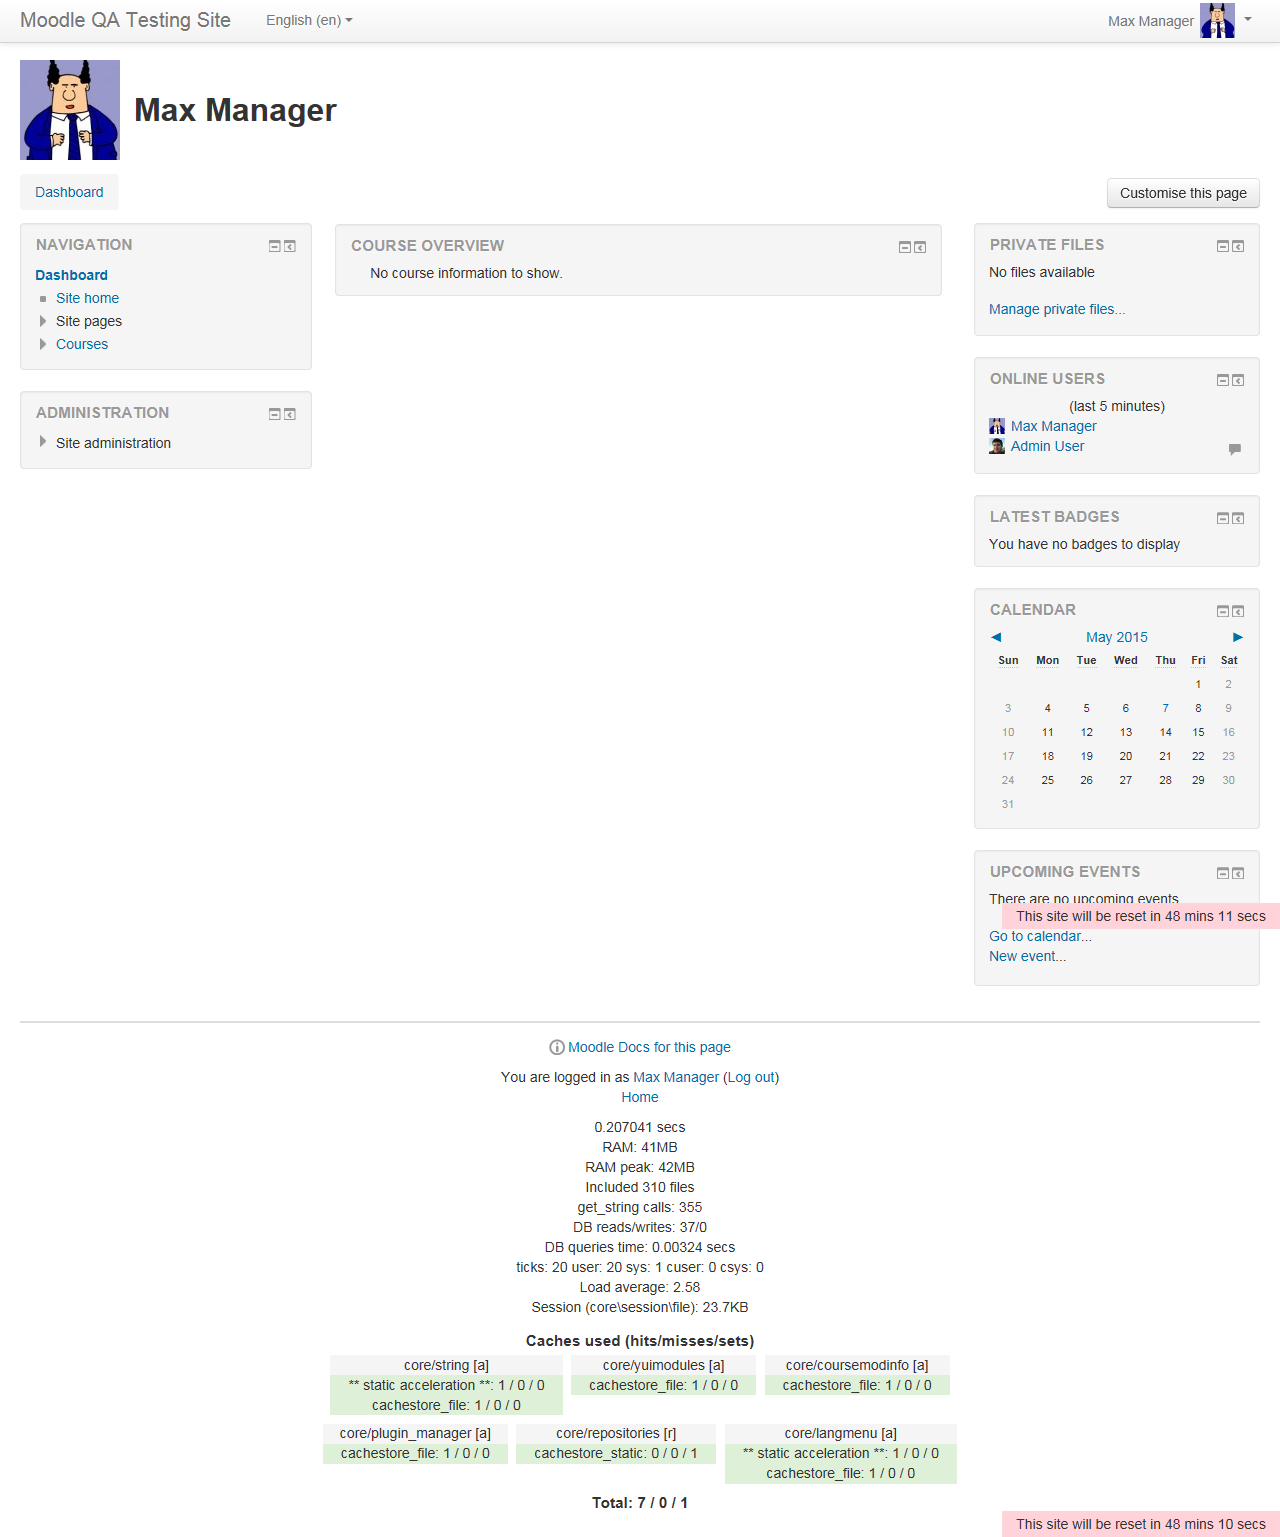 Moodle QA Testing Site
English (en)
Max Manager
Max Manager
Dashboard
Customise this page
NAVIGATION
Dashboard
Site home
Site pages
Courses
ADMINISTRATION
Site administration
COURSE OVERVIEW
No course information to show.
PRIVATE FILES
No files available
Manage private files...
ONLINE USERS
(last 5 minutes)
Max Manager
Admin User
LATEST BADGES
You have no badges to display
CALENDAR
◄ May 2015 ►
Sun Mon Tue Wed Thu Fri Sat
1 2
3 4 5 6 7 8 9
10 11 12 13 14 15 16
17 18 19 20 21 22 23
24 25 26 27 28 29 30
31
UPCOMING EVENTS
There are no upcoming events
This site will be reset in 48 mins 11 secs
Go to calendar...
New event...
Moodle Docs for this page
You are logged in as Max Manager (Log out)
Home
0.207041 secs
RAM: 41MB
RAM peak: 42MB
Included 310 files
get_string calls: 355
DB reads/writes: 37/0
DB queries time: 0.00324 secs
ticks: 20 user: 20 sys: 1 cuser: 0 csys: 0
Load average: 2.58
Session (core\session\file): 23.7KB
Caches used (hits/misses/sets)
core/string [a]
** static acceleration **: 1 / 0 / 0
cachestore_file: 1 / 0 / 0
core/yuimodules [a]
cachestore_file: 1 / 0 / 0
core/coursemodinfo [a]
cachestore_file: 1 / 0 / 0
core/plugin_manager [a]
cachestore_file: 1 / 0 / 0
core/repositories [r]
cachestore_static: 0 / 0 / 1
core/langmenu [a]
** static acceleration **: 1 / 0 / 0
cachestore_file: 1 / 0 / 0
Total: 7 / 0 / 1
This site will be reset in 48 mins 10 secs